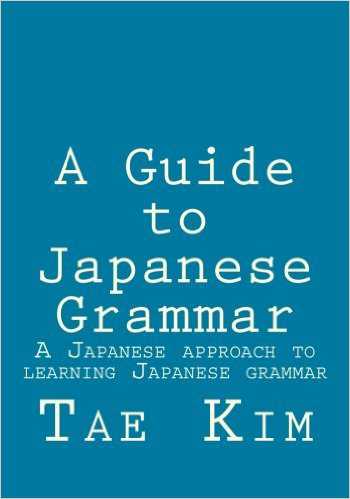 A Guide
to
Japanese
Grammar
A Japanese approach to
learning Japanese grammar
Tae Kim